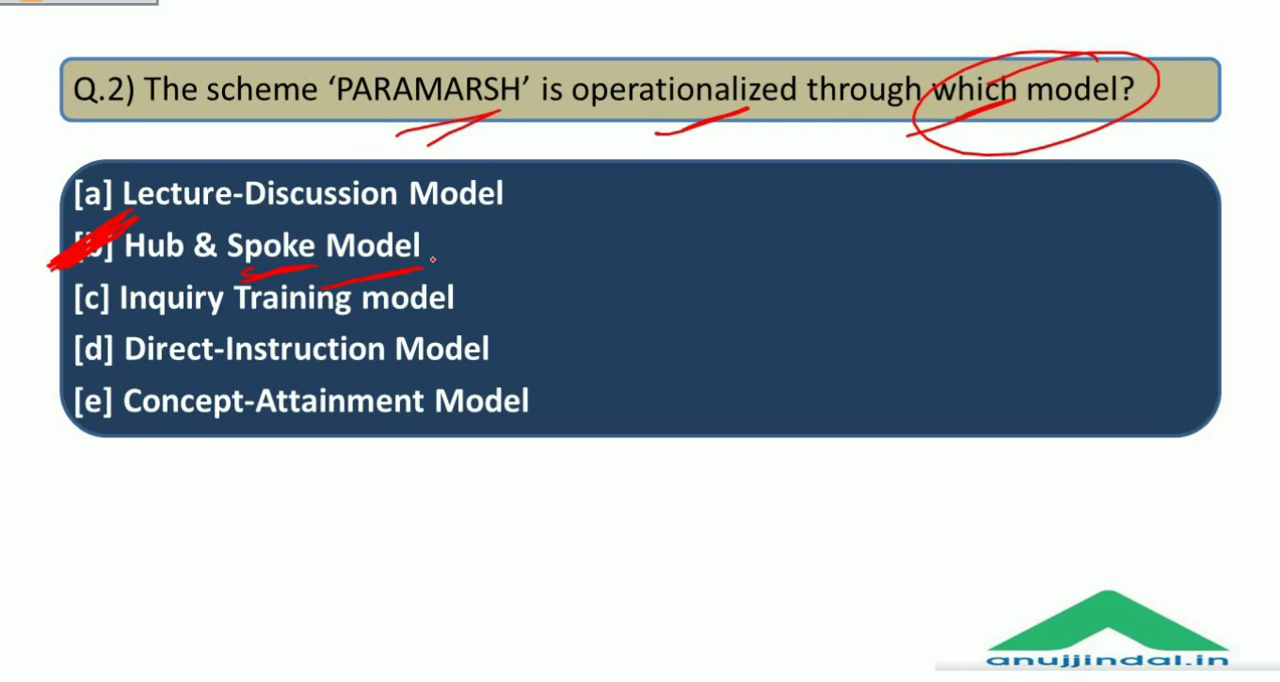 Q.2) The scheme ‘PARAMARSH’ is operationalized through which model?
[a] Lecture-Discussion Model
[b] Hub & Spoke Model
[c] Inquiry Training model
[d] Direct-Instruction Model
[e] Concept-Attainment Model
anujjindal.in